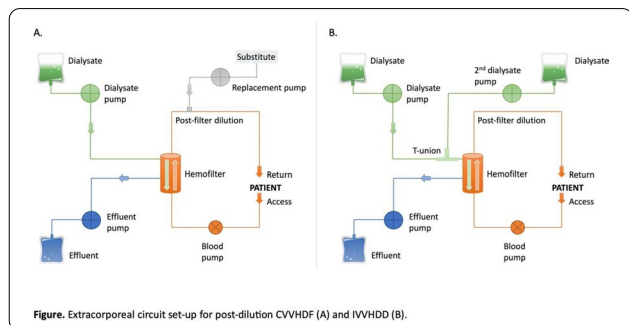 A.
Dialysate
Dialysate
pump
Substitute
Replacement pump
Post-filter dilution
Hemofilter
Return
PATIENT
Access
Effluent
pump
Effluent
Blood
pump
B.
Dialysate
Dialysate
pump
2nd dialysate
pump
Dialysate
Post-filter dilution
T-union
Hemofilter
Return
PATIENT
Access
Effluent
pump
Effluent
Blood
pump
Figure. Extracorporeal circuit set-up for post-dilution CVVHDF (A) and IVVHDD (B).